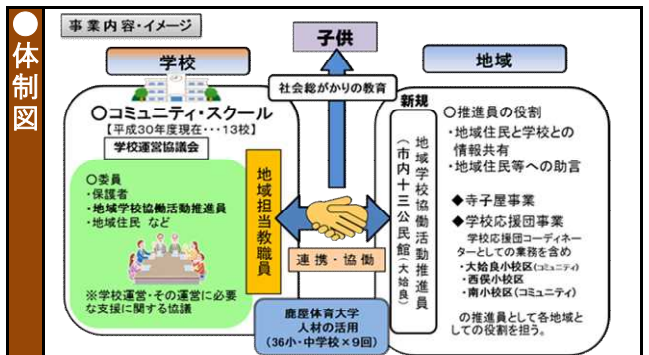 ●体制図
事業内容・イメージ
子供
学校
地域
社会総がかりの教育
○コミュニティ・スクール
【平成30年度現在・・・13校】
学校運営協議会
○委員
・保護者
・地域学校協働活動推進員
・地域住民 など
※学校運営・その運営に必要
な支援に関する協議
地域担当教職員
連携・協働
鹿屋体育大学
人材の活用
（36小・中学校×9回）
新規
地域学校協働活動推進員
（市内十三公民館（大姶良）
○推進員の役割
・地域住民と学校との
情報共有
・地域住民等への助言
◆寺子屋事業
◆学校応援団事業
学校応援団コーディネー
ターとしての業務を含め
・大姶良小校区（コミュニティ）
・西俣小校区
・南小校区（コミュニティ）
の推進員として各地域と
しての役割を担う。